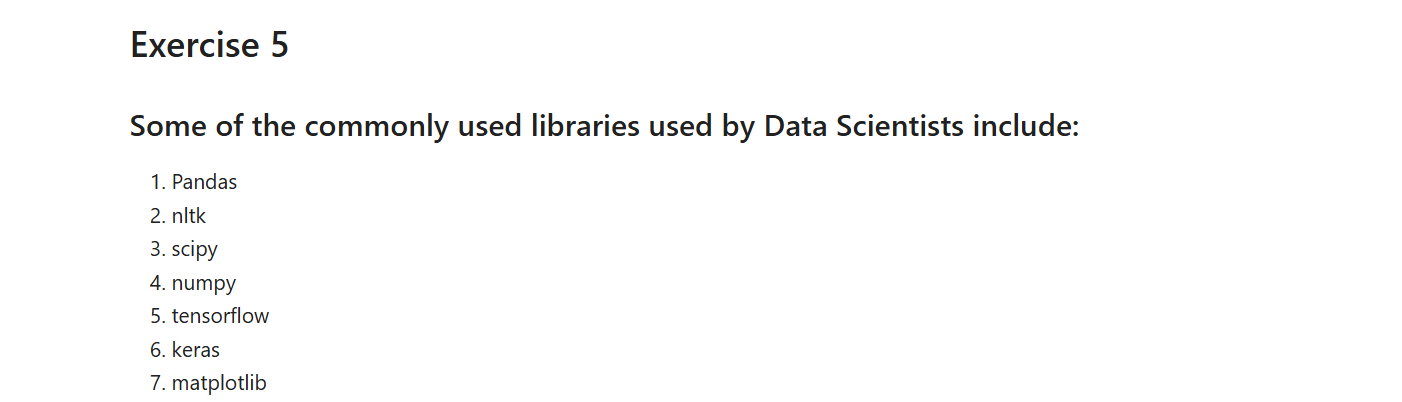 Exercise 5
Some of the commonly used libraries used by Data Scientists include:
1. Pandas
2. nltk
3. scipy
4. numpy
5. tensorflow
6. keras
7. matplotlib